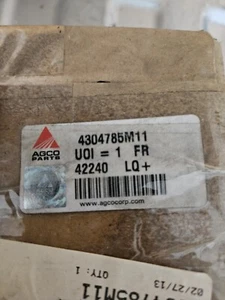 AGCO
PARTS
4304785M11
UOI = 1 FR
42240 LQ+
www.agcocorp.com
02/27/13
QTY: 1